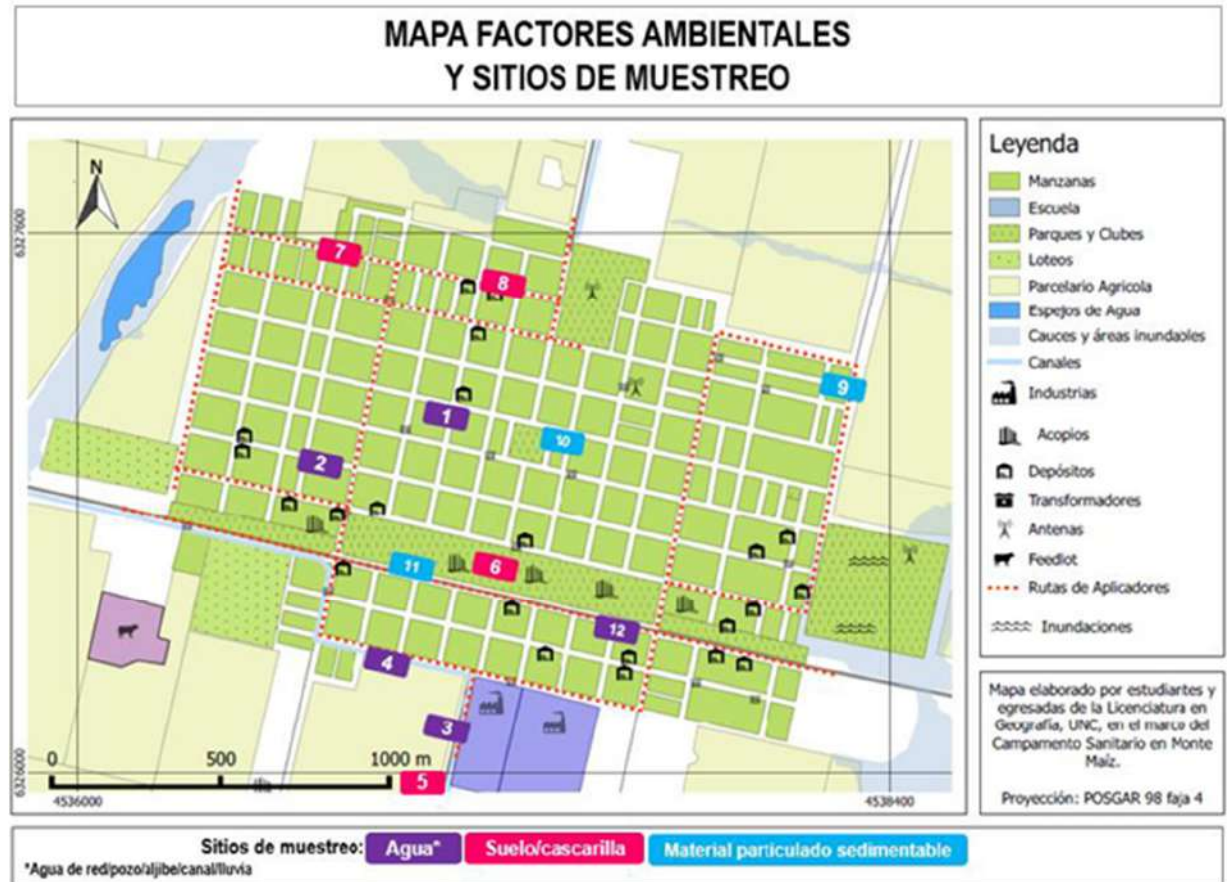 MAPA FACTORES AMBIENTALES
Y SITIOS DE MUESTREO
N
6327600
6326000
7
8
9
1
10
2
11
6
12
4
3
5
0 500 1000 m
4536000
4538400
Leyenda
Manzanas
Escuela
Parques y Clubes
Loteos
Parcelario Agricola
Espejos de Agua
Cauces y áreas inundables
Canales
Industrias
Acopios
Depósitos
Transformadores
Antenas
Feedlot
Rutas de Aplicadores
Inundaciones
Mapa elaborado por estudiantes y
egresadas de la Licenciatura en
Geografía, UNC, en el marco del
Campamento Sanitario en Monte
Maíz.
Proyección: POSGAR 98 faja 4
Sitios de muestreo: Agua* Suelo/cascarilla Material particulado sedimentable
*Agua de red/pozo/aljibe/canal/lluvia